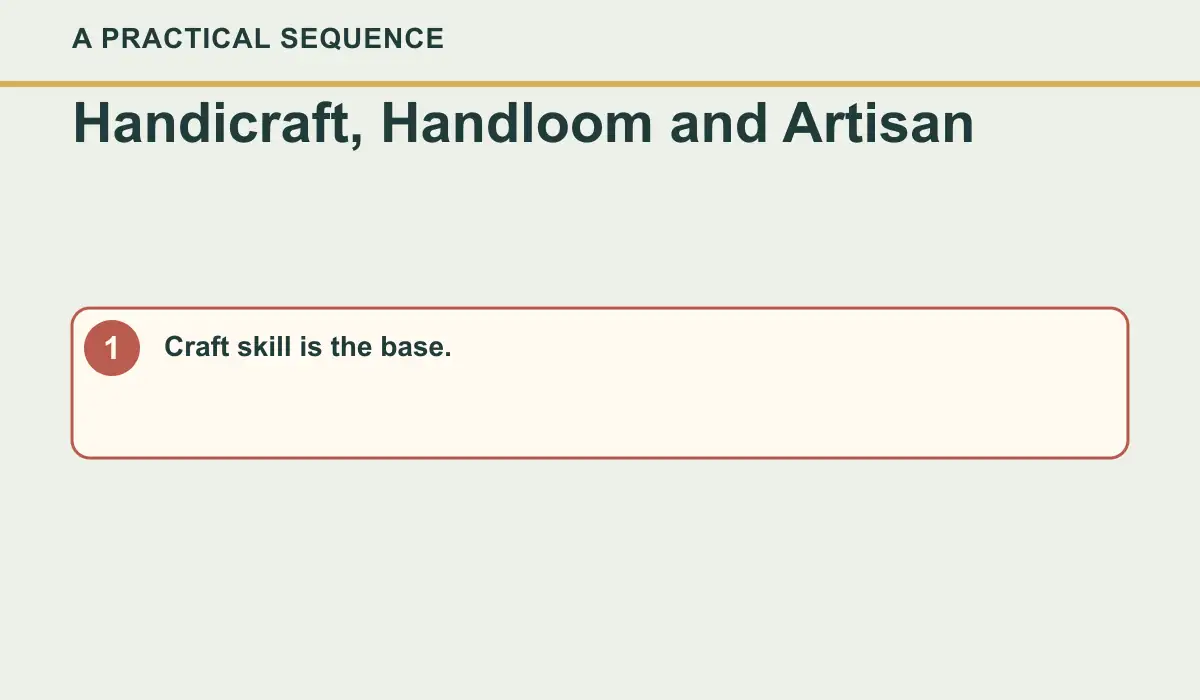 A PRACTICAL SEQUENCE
Handicraft, Handloom and Artisan
1 Craft skill is the base.